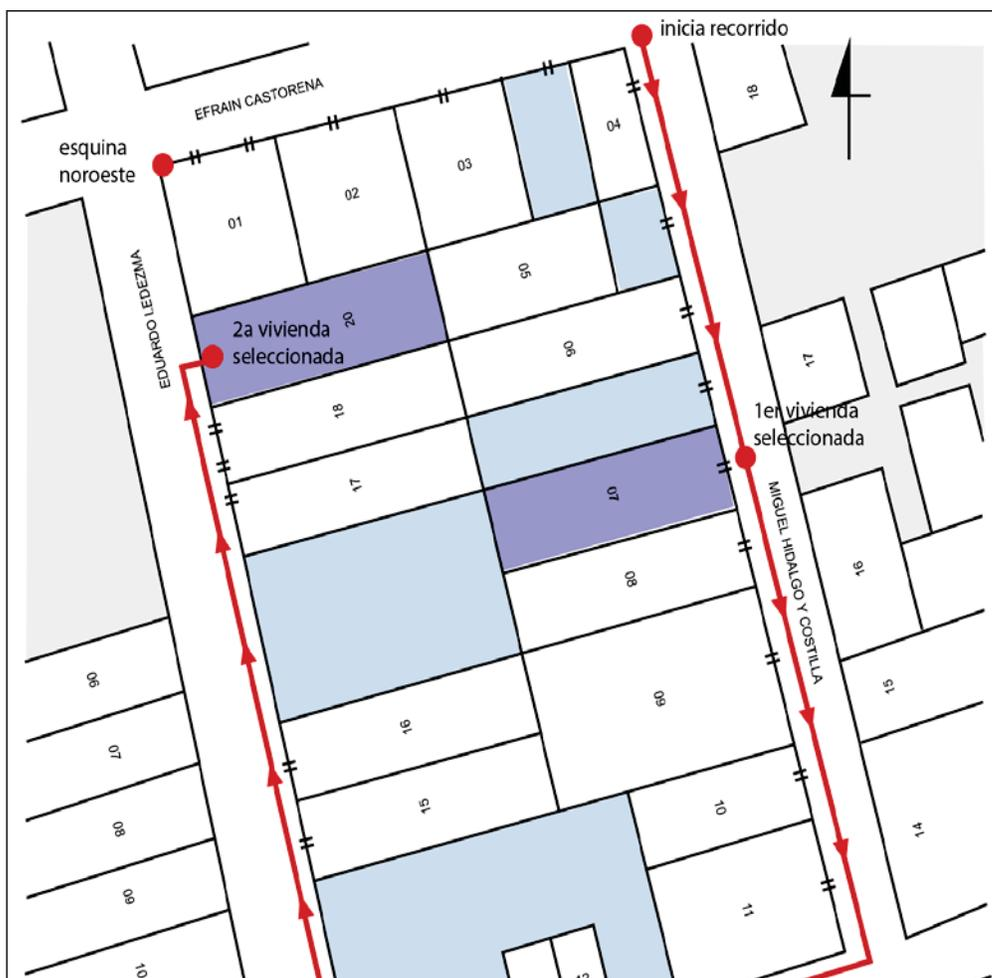 inicia recorrido
EFRAIN CASTORENA
18
esquina
noroeste
04
03
02
01
EDUARDO LEDEZMA
05
20
2a vivienda
seleccionada
06
17
18
1er vivienda
seleccionada
17
07
MIGUEL HIDALGO Y COSTILLA
16
08
06
15
09
16
07
15
10
08
14
09
11
10